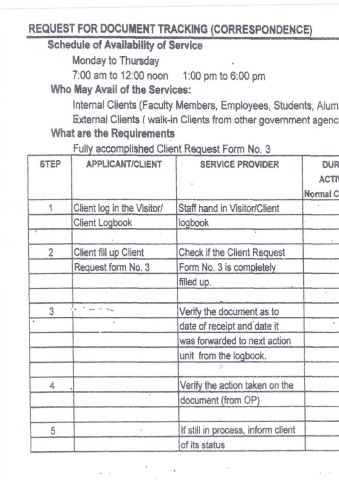 REQUEST FOR DOCUMENT TRACKING (CORRESPONDENCE)
Schedule of Availability of Service
Monday to Thursday
7:00 am to 12:00 noon 1:00 pm to 6:00 pm
Who May Avail of the Services:
Internal Clients (Faculty Members, Employees, Students, Alum
External Clients ( walk-in Clients from other government agenc
What are the Requirements
Fully accomplished Client Request Form No. 3
STEP APPLICANT/CLIENT SERVICE PROVIDER DUR
ACTI
Normal C
1 Client log in the Visitor/ Staff hand in Visitor/Client
Client Logbook logbook
2 Client fill up Client Check if the Client Request
Request form No. 3 Form No. 3 is completely
filled up.
3 Verify the document as to
date of receipt and date it
was forwarded to next action
unit from the logbook.
4 Verify the action taken on the
document (from OP)
5 If still in process, inform client
of its status